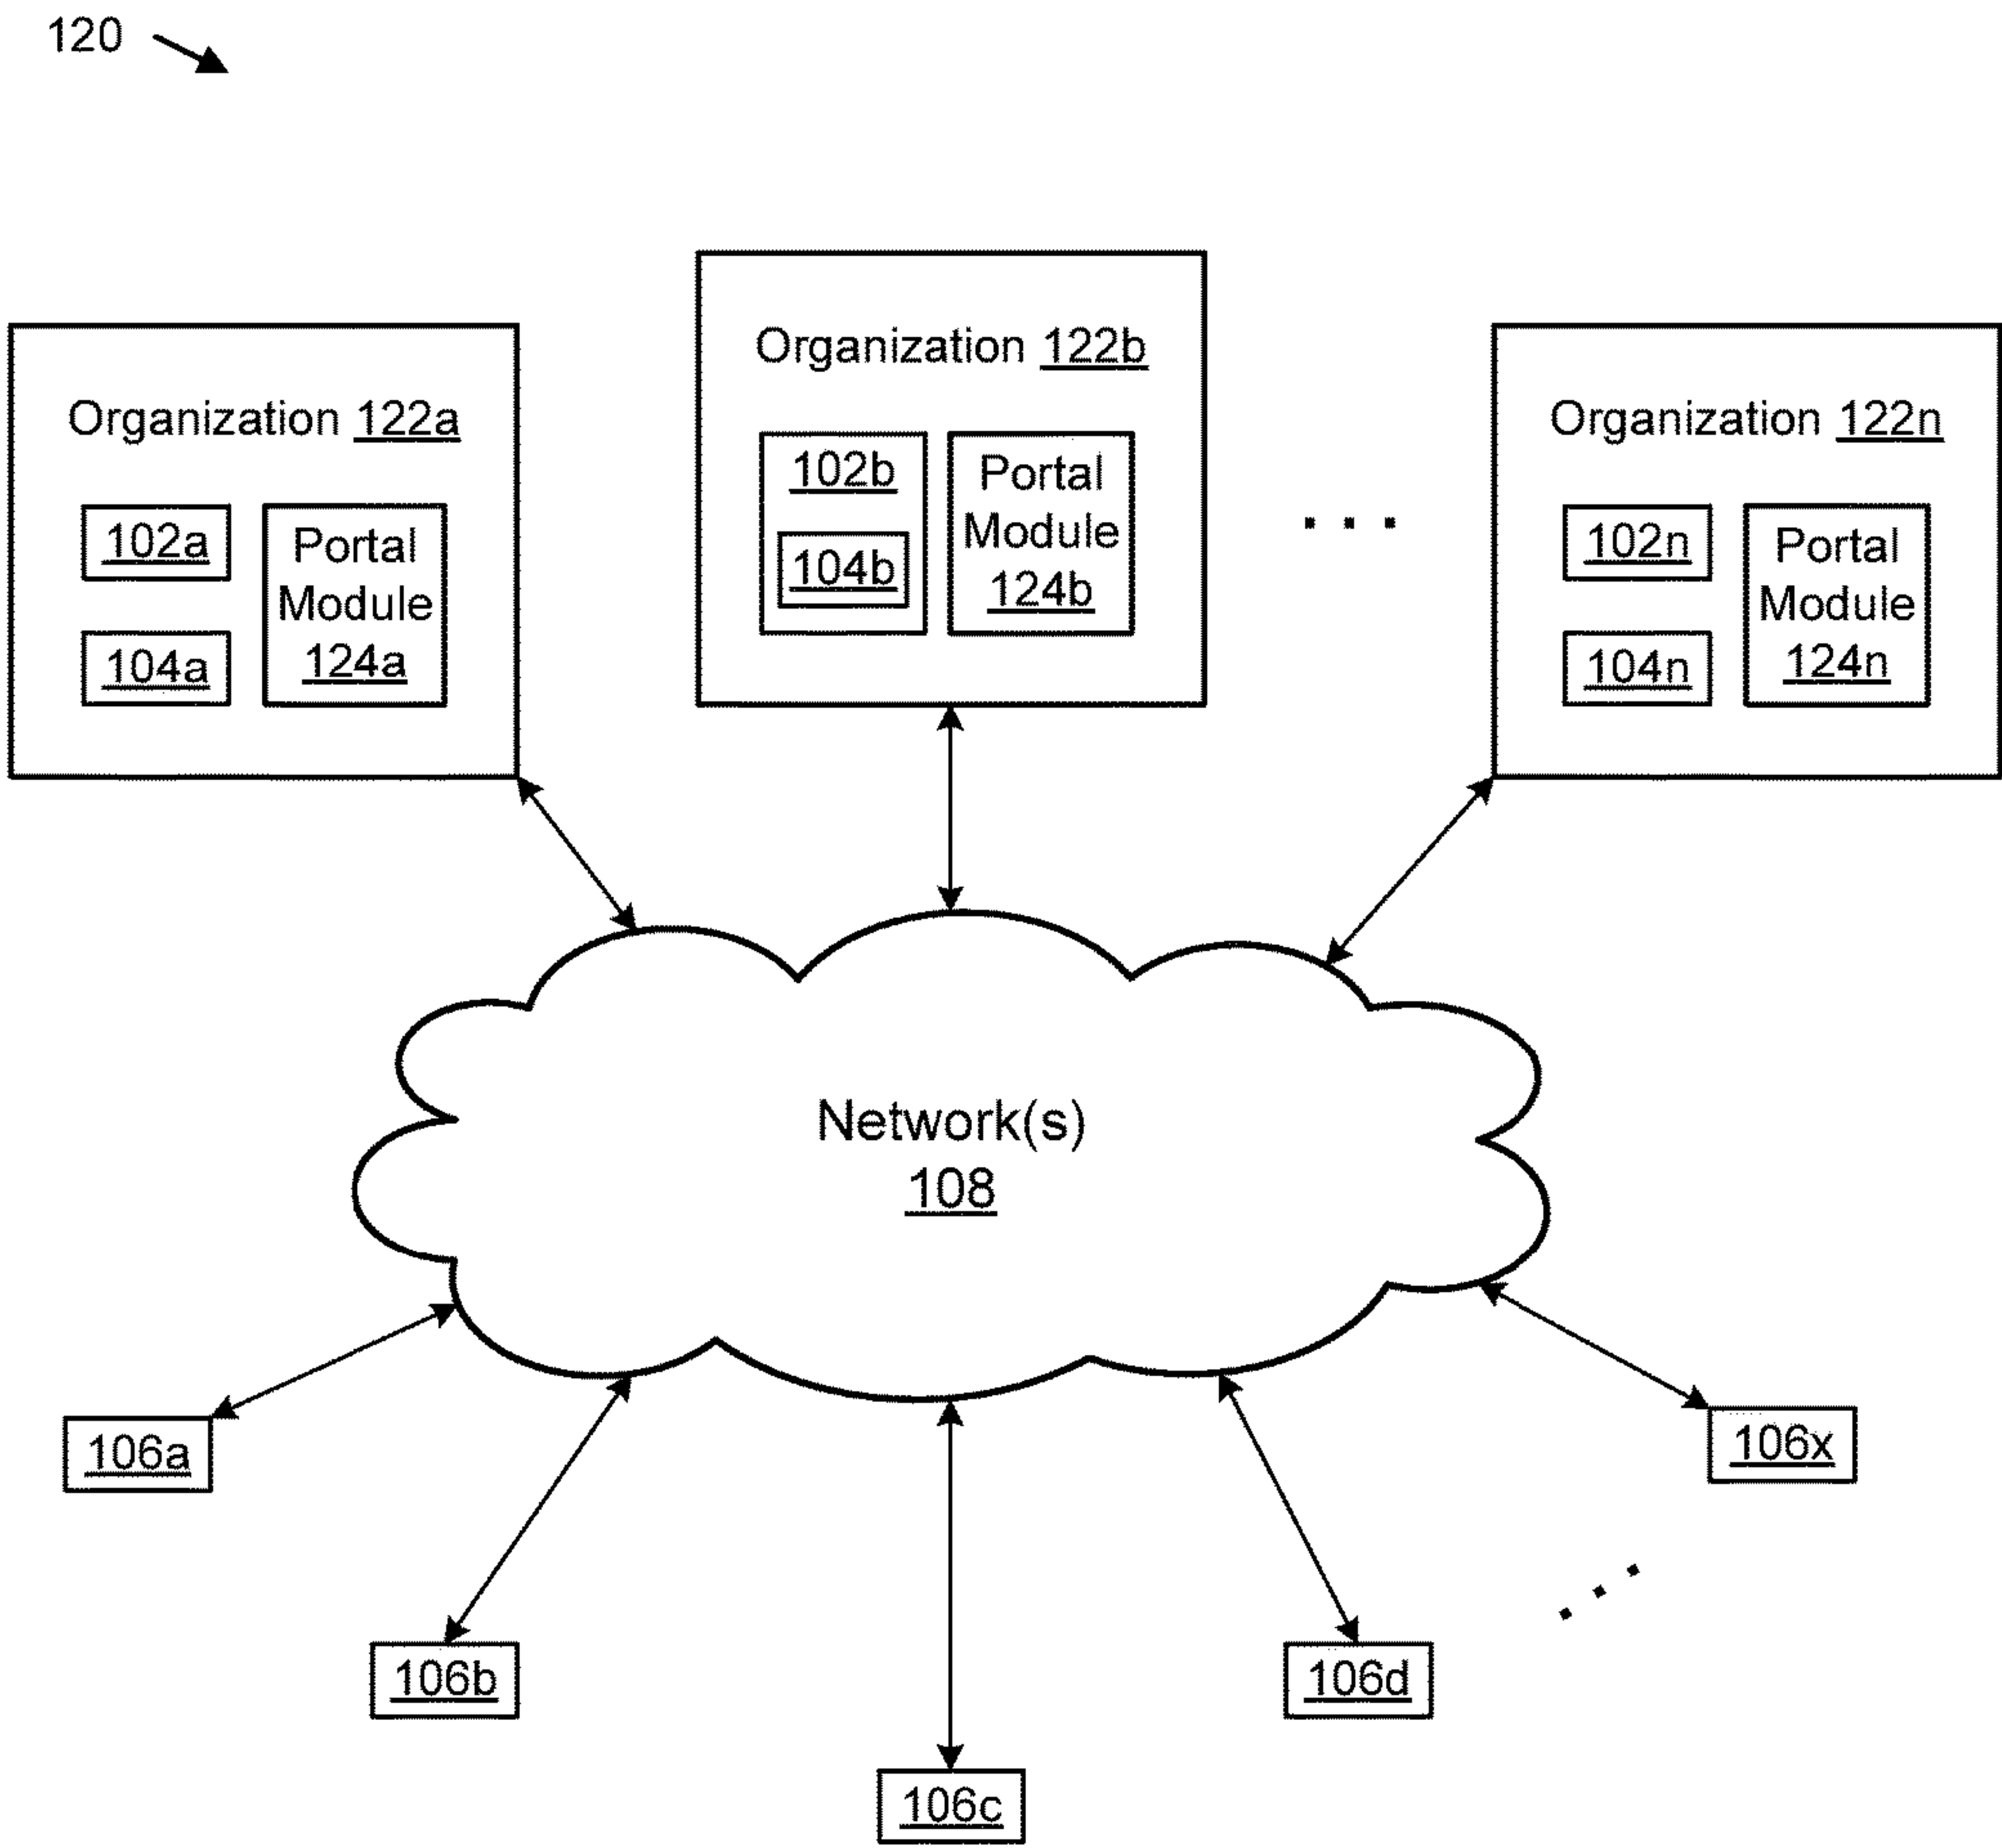 120
Organization 122a
102a
104a
Portal
Module
124a
Organization 122b
102b
104b
Portal
Module
124b
. . .
Organization 122n
102n
104n
Portal
Module
124n
Network(s)
108
106a
106b
106c
106d
. . .
106x